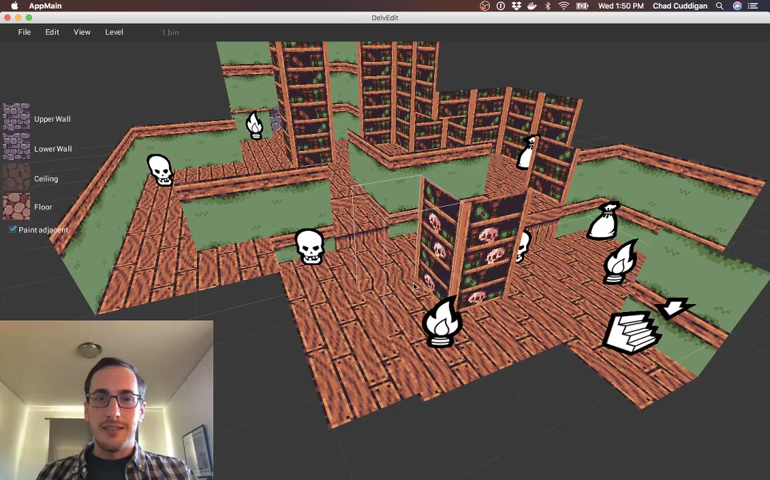 AppMain
Wed 1:50 PM Chad Cuddigan
DelvEdit
File Edit View Level 1.bin
Upper Wall
Lower Wall
Ceiling
Floor
Paint adjacent